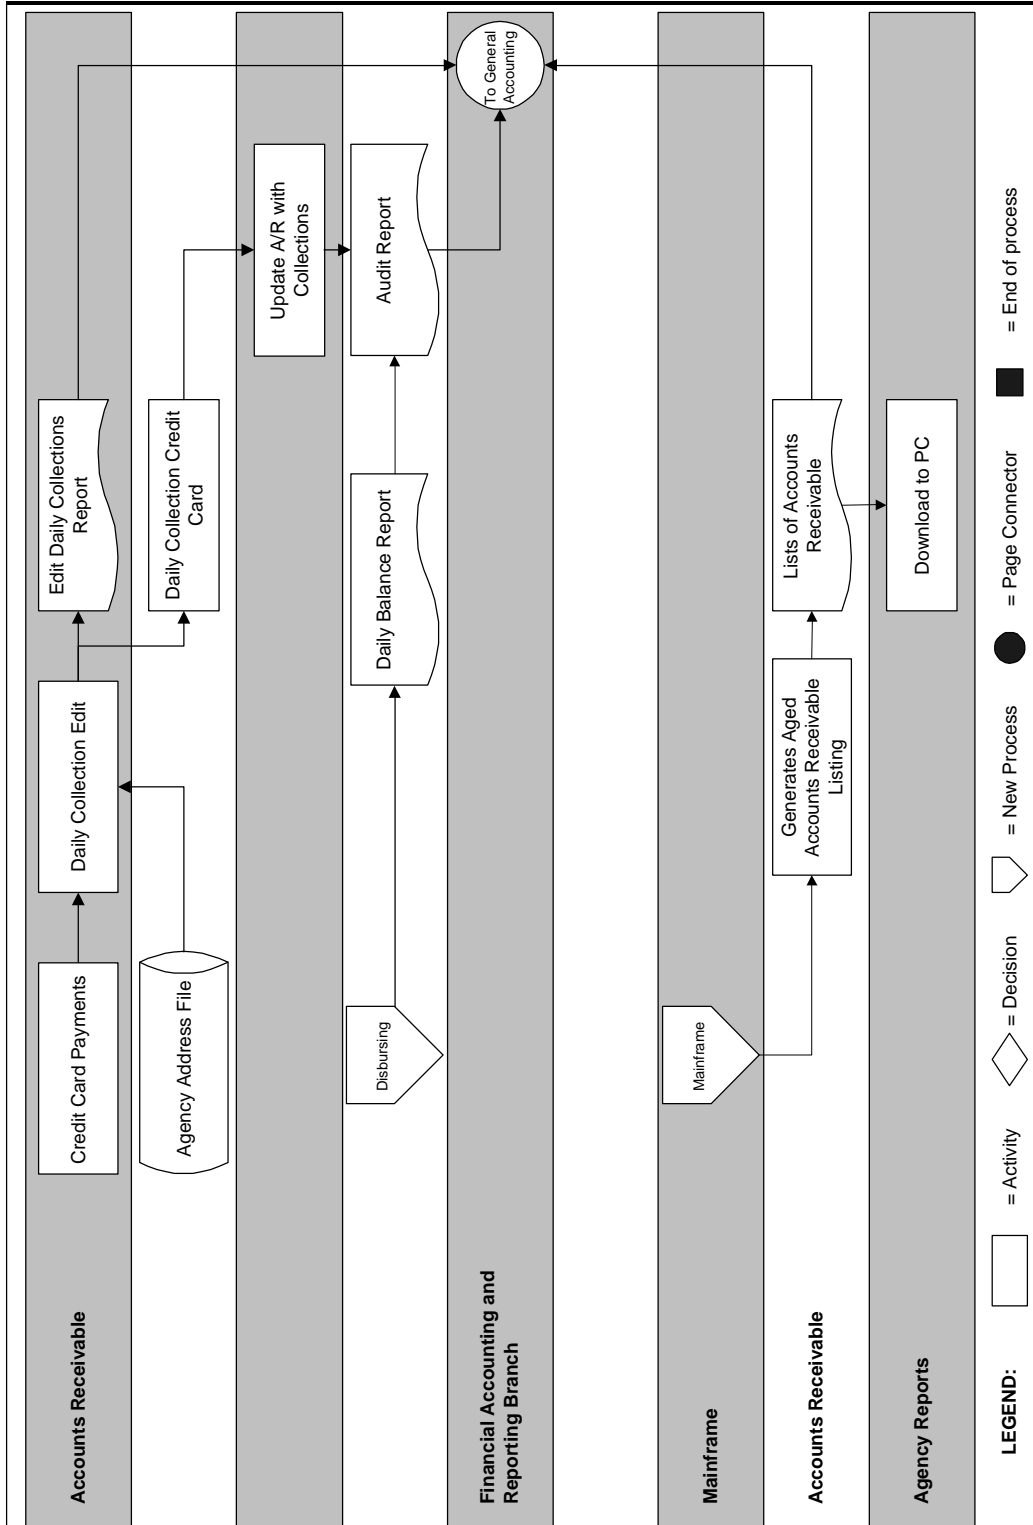 Accounts Receivable
Credit Card Payments
Daily Collection Edit
Edit Daily Collections
Report
Agency Address File
Daily Collection Credit
Card
Update A/R with
Collections
Disbursing
Daily Balance Report
Audit Report
Financial Accounting and
Reporting Branch
To General
Accounting
Mainframe
Mainframe
Accounts Receivable
Generates Aged
Accounts Receivable
Listing
Lists of Accounts
Receivable
Agency Reports
Download to PC
LEGEND:
= Activity
= Decision
= New Process
= Page Connector
= End of process